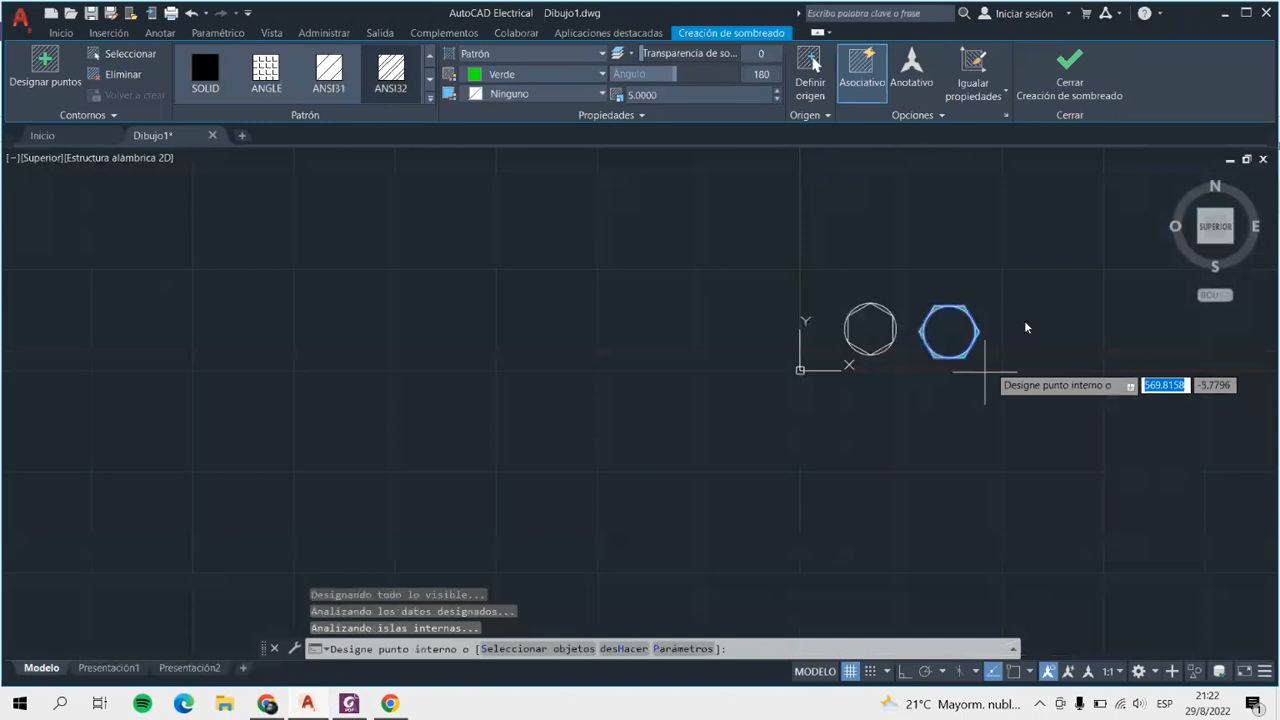 AutoCAD Electrical Dibujo1.dwg
Escriba palabra clave o frase
Iniciar sesión
Inicio Inserción Anotar Vista Paramétrico Salida Administrar Complementos Colaborar Aplicaciones destacadas Creación de sombreado
Designar puntos
Seleccionar
Eliminar
Volver a crear
Contornos
SOLID ANGLE ANSI31 ANSI32
Patrón
Patrón
Verde
Ninguno
Transparencia de so... 0
Ángulo 180
5.0000
Propiedades
Definir
origen
Origen
Asociativo
Anotativo
Igualar
propiedades
Opciones
Cerrar
Creación de sombreado
Cerrar
Inicio Dibujo1*
[−][Superior][Estructura alámbrica 2D]
N
O SUPERIOR E
S
Y
X
Designe punto interno o 569.8158 -5.7796
Designando todo lo visible...
Analizando los datos designados...
Analizando islas internas...
Designe punto interno o [Seleccionar objetos desHacer Parámetros]:
Modelo Presentación1 Presentación2
MODELO 1:1
21°C Mayorm. nubl... ESP
21:22
29/8/2022
1